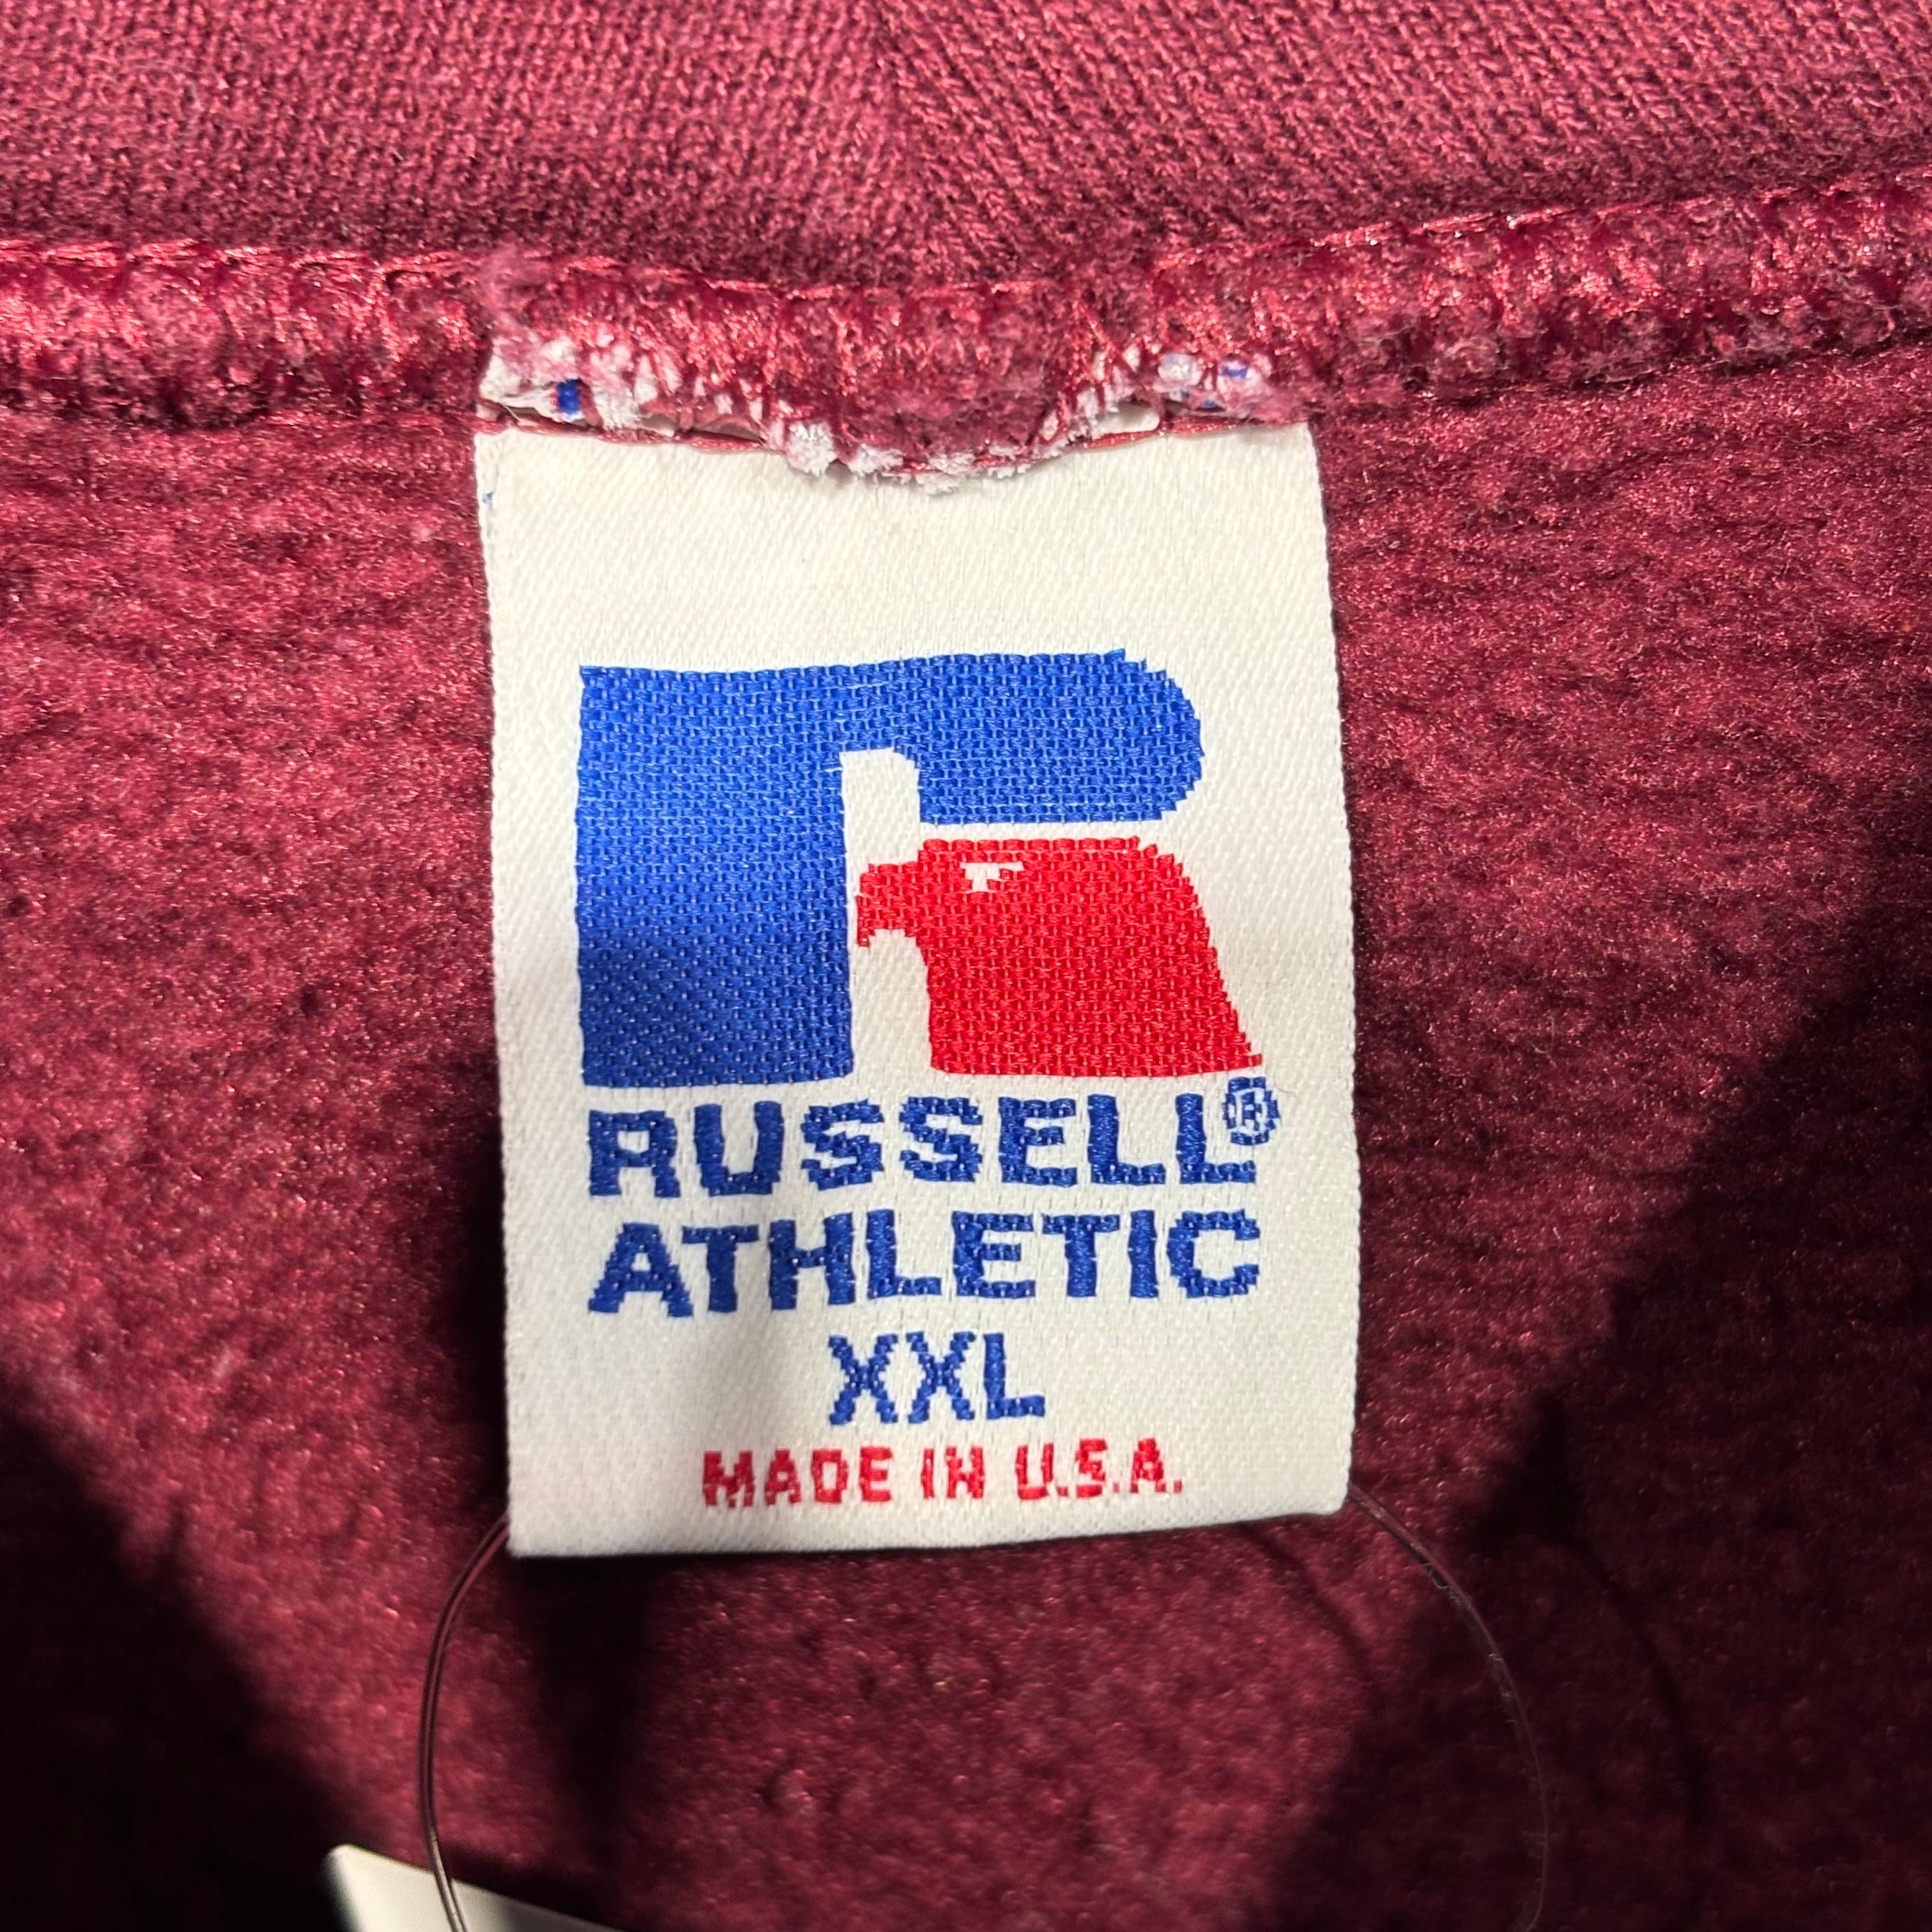 RUSSELL®
ATHLETIC
XXL
MADE IN U.S.A.